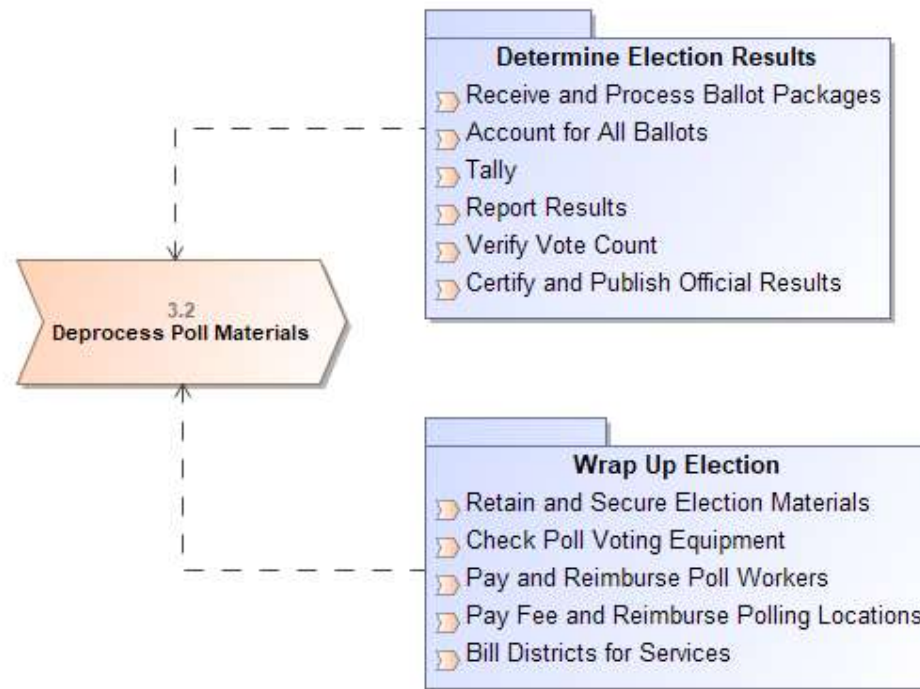 Determine Election Results
Receive and Process Ballot Packages
Account for All Ballots
Tally
Report Results
Verify Vote Count
Certify and Publish Official Results
3.2
Deprocess Poll Materials
Wrap Up Election
Retain and Secure Election Materials
Check Poll Voting Equipment
Pay and Reimburse Poll Workers
Pay Fee and Reimburse Polling Locations
Bill Districts for Services